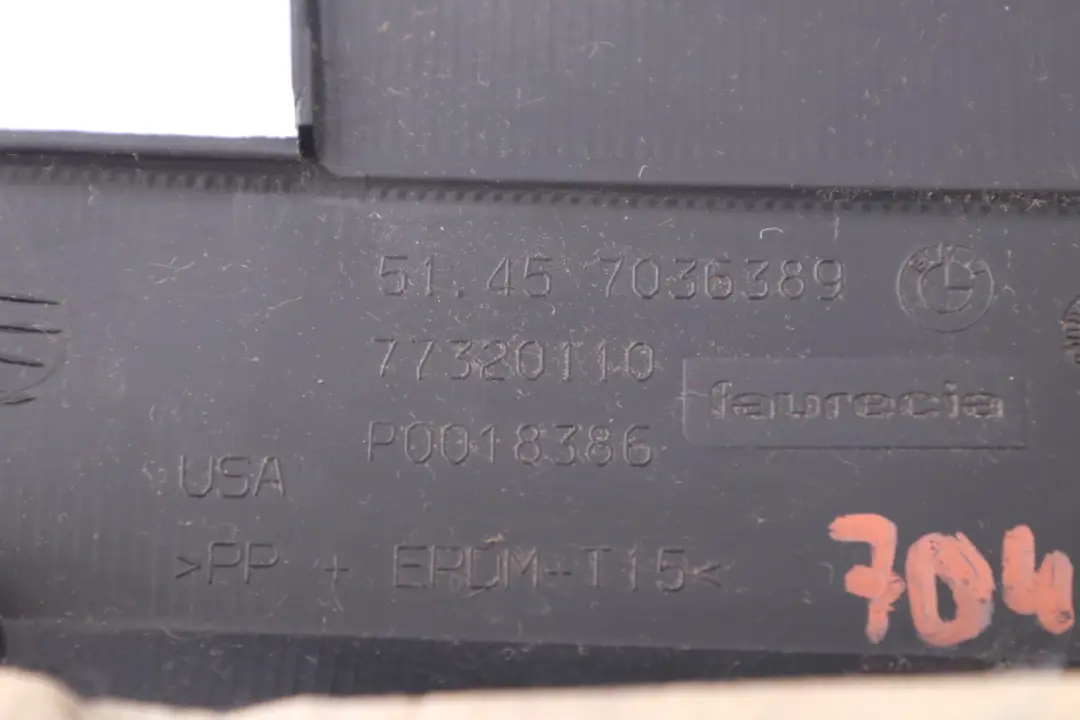 51.45 7036389
77320110
faurecia
P0018386
USA
>PP + EPDM-T15<
704